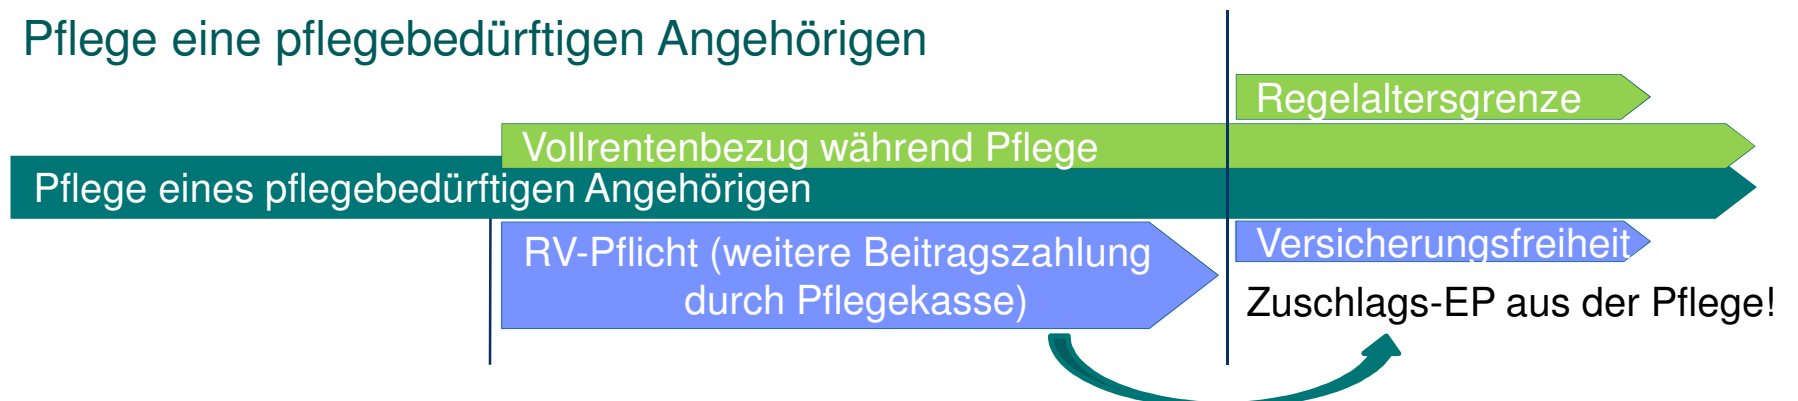 Pflege eine pflegebedürftigen Angehörigen
Regelaltersgrenze
Vollrentenbezug während Pflege
Pflege eines pflegebedürftigen Angehörigen
RV-Pflicht (weitere Beitragszahlung
durch Pflegekasse)
Versicherungsfreiheit
Zuschlags-EP aus der Pflege!